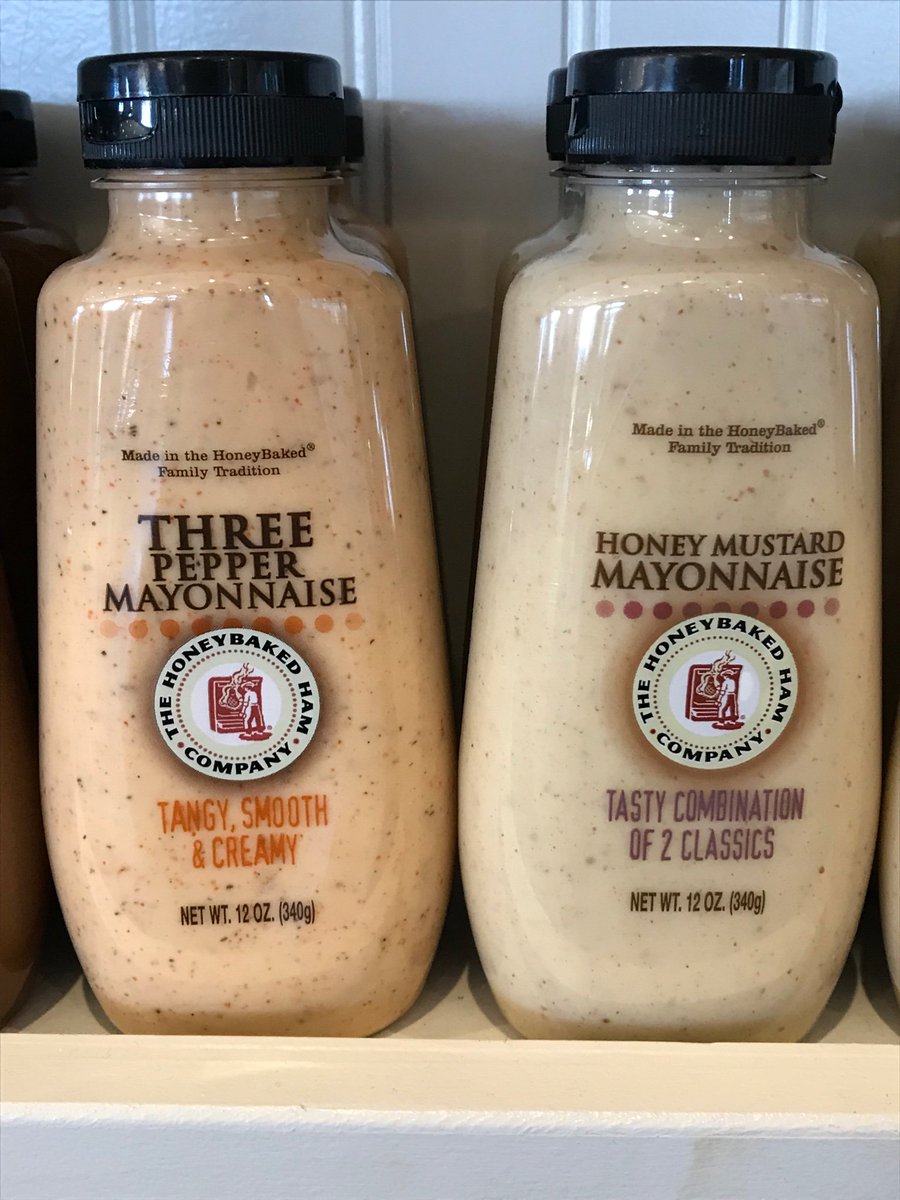 Made in the HoneyBaked®
Family Tradition
THREE
PEPPER
MAYONNAISE
THE HONEYBAKED HAM
• COMPANY •
TANGY, SMOOTH
& CREAMY
NET WT. 12 OZ. (340g)
Made in the HoneyBaked®
Family Tradition
HONEY MUSTARD
MAYONNAISE
THE HONEYBAKED HAM
• COMPANY •
TASTY COMBINATION
OF 2 CLASSICS
NET WT. 12 OZ. (340g)